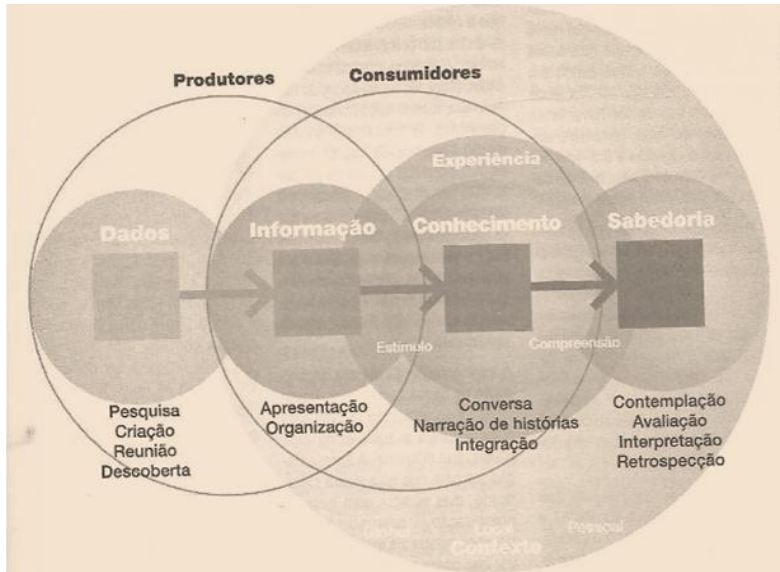 Produtores
Consumidores
Experiência
Dados
Informação
Conhecimento
Sabedoria
Estímulo
Compreensão
Pesquisa
Criação
Reunião
Descoberta
Apresentação
Organização
Conversa
Narração de histórias
Integração
Contemplação
Avaliação
Interpretação
Retrospecção
Global
Local
Pessoal
Contexto